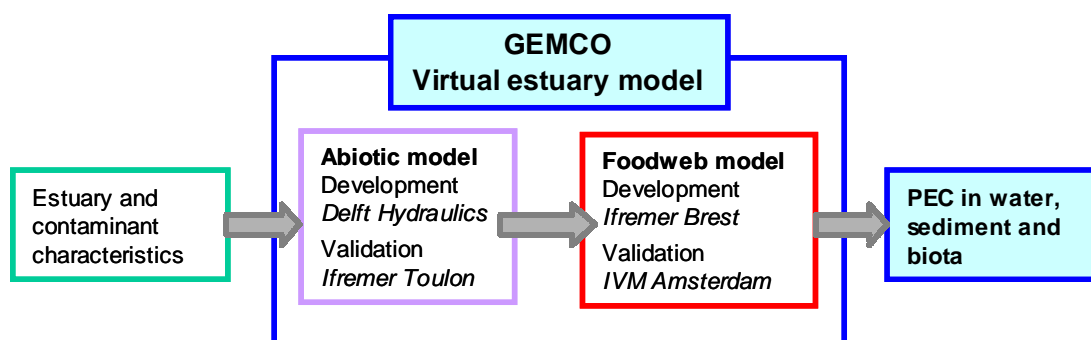 GEMCO
Virtual estuary model
Estuary and
contaminant
characteristics
Abiotic model
Development
Delft Hydraulics
Validation
Ifremer Toulon
Foodweb model
Development
Ifremer Brest
Validation
IVM Amsterdam
PEC in water,
sediment and
biota